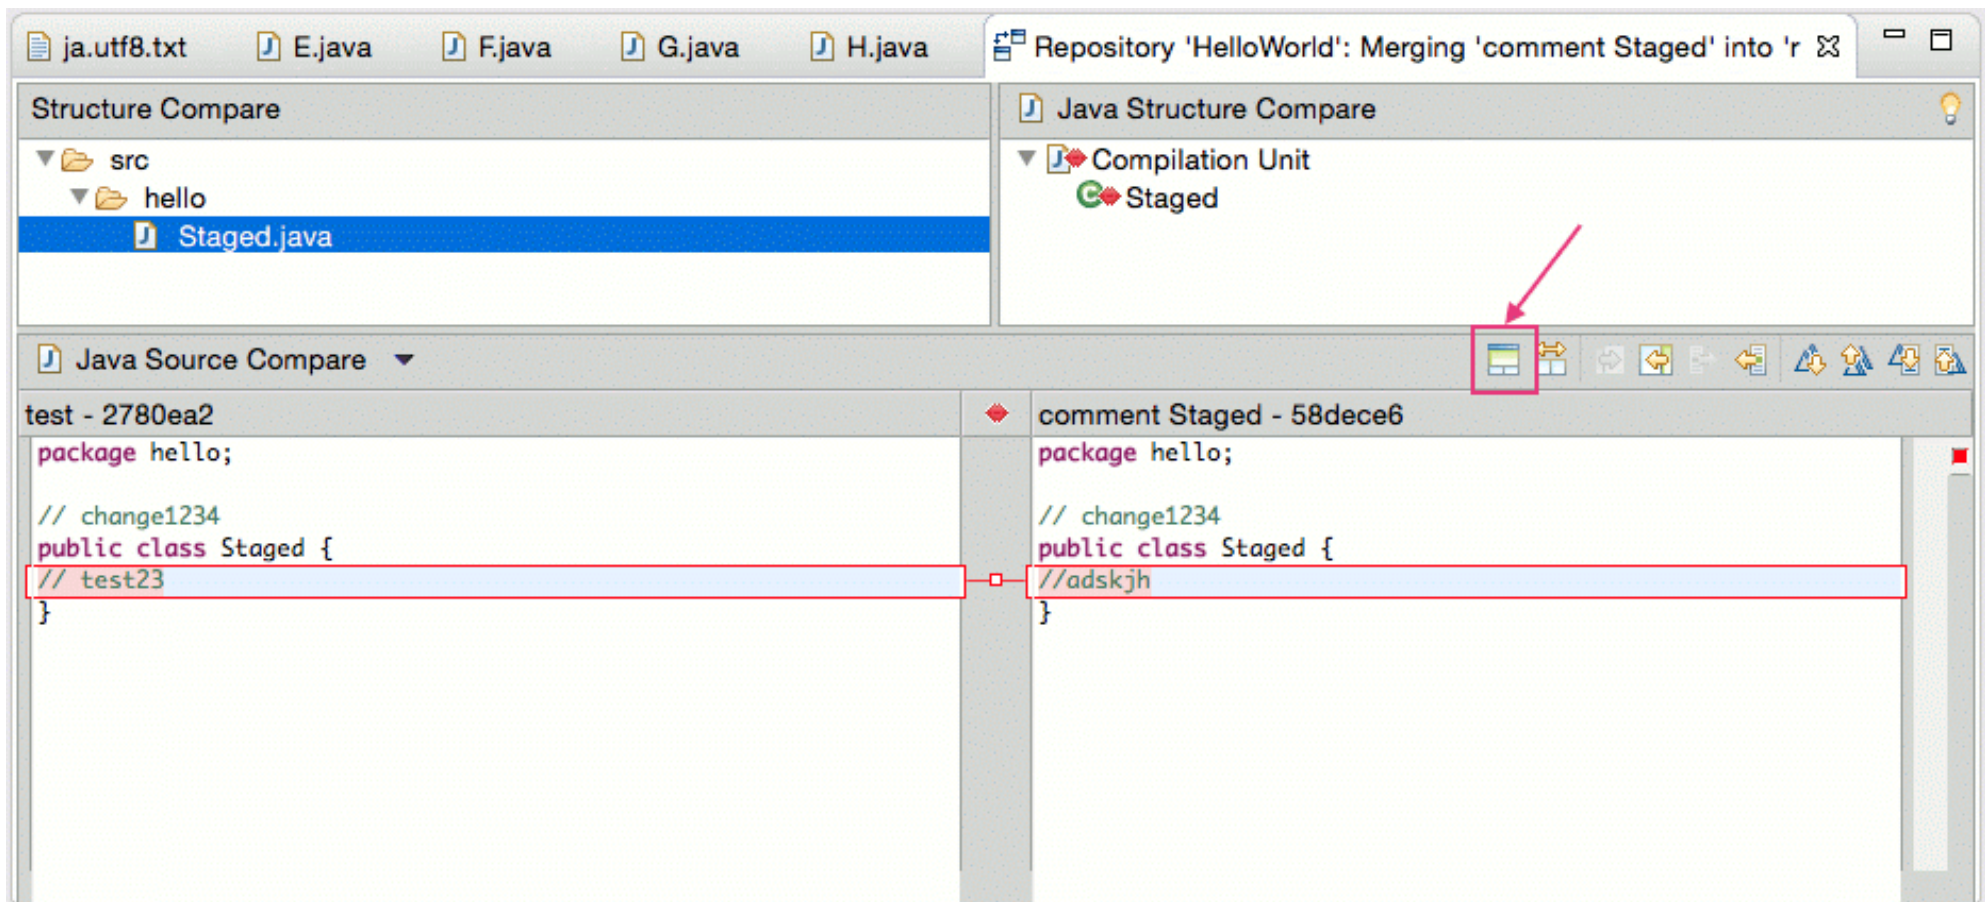 ja.utf8.txt E.java F.java G.java H.java Repository 'HelloWorld': Merging 'comment Staged' into 'r
Structure Compare
src
hello
Staged.java
Java Structure Compare
Compilation Unit
Staged
Java Source Compare
test - 2780ea2
package hello;
// change1234
public class Staged {
// test23
}
comment Staged - 58dece6
package hello;
// change1234
public class Staged {
//adskjh
}